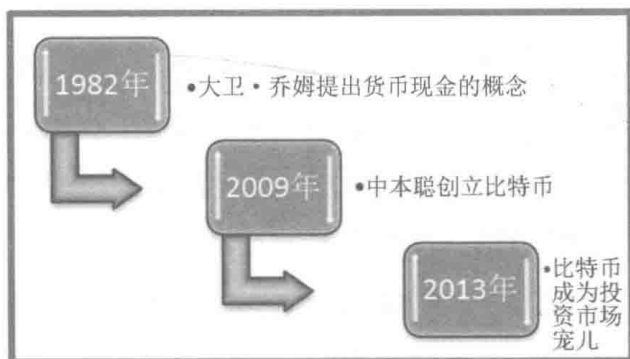 1982年
•大卫·乔姆提出货币现金的概念
2009年
•中本聪创立比特币
2013年
•比特币
成为投
资市场
宠儿